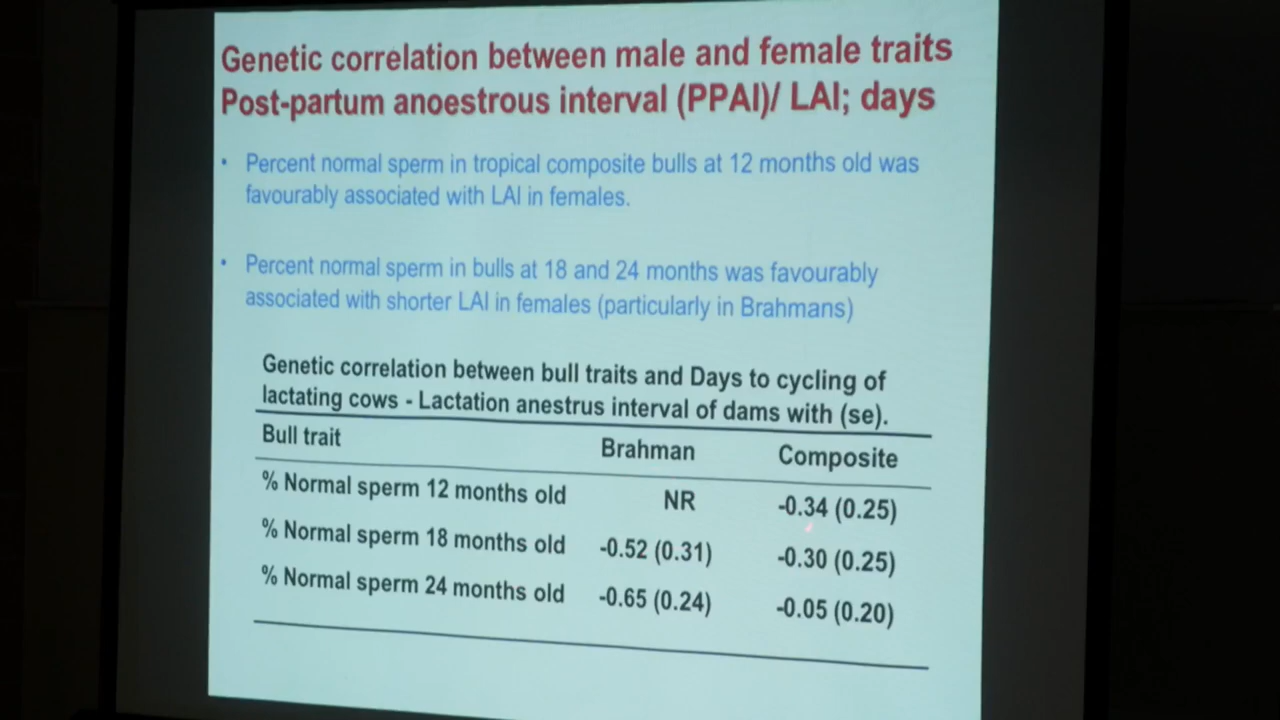 Genetic correlation between male and female traits
Post-partum anoestrous interval (PPAI)/ LAI; days
• Percent normal sperm in tropical composite bulls at 12 months old was
favourably associated with LAI in females.
• Percent normal sperm in bulls at 18 and 24 months was favourably
associated with shorter LAI in females (particularly in Brahmans)
Genetic correlation between bull traits and Days to cycling of
lactating cows - Lactation anestrus interval of dams with (se).
Bull trait Brahman Composite
% Normal sperm 12 months old NR -0.34 (0.25)
% Normal sperm 18 months old -0.52 (0.31) -0.30 (0.25)
% Normal sperm 24 months old -0.65 (0.24) -0.05 (0.20)